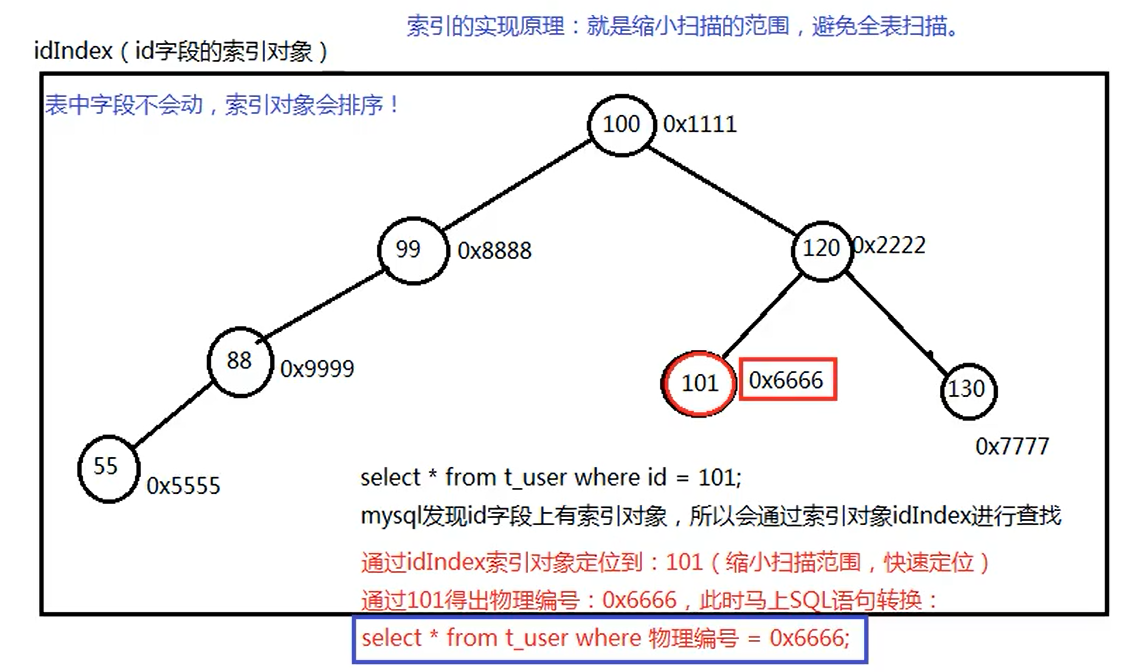 索引的实现原理：就是缩小扫描的范围，避免全表扫描。
idIndex（id字段的索引对象）
表中字段不会动，索引对象会排序！
100 0x1111
99 0x8888
120 0x2222
88 0x9999
101 0x6666
130
0x7777
55 0x5555
select * from t_user where id = 101;
mysql发现id字段上有索引对象，所以会通过索引对象idIndex进行查找
通过idIndex索引对象定位到：101（缩小扫描范围，快速定位）
通过101得出物理编号：0x6666，此时马上SQL语句转换：
select * from t_user where 物理编号 = 0x6666;